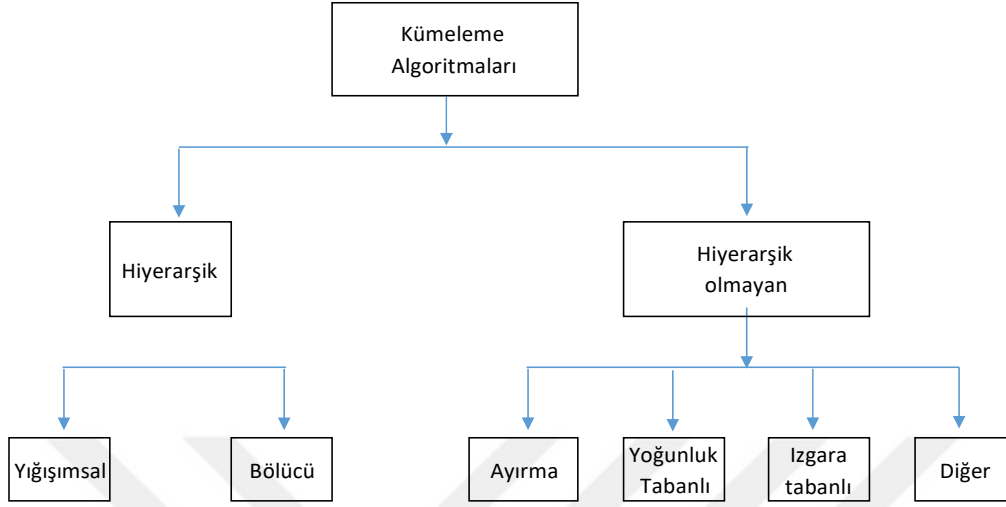 Kümeleme
Algoritmaları
Hiyerarşik
Hiyerarşik
olmayan
Yığışımsal
Bölücü
Ayırma
Yoğunluk
Tabanlı
Izgara
tabanlı
Diğer